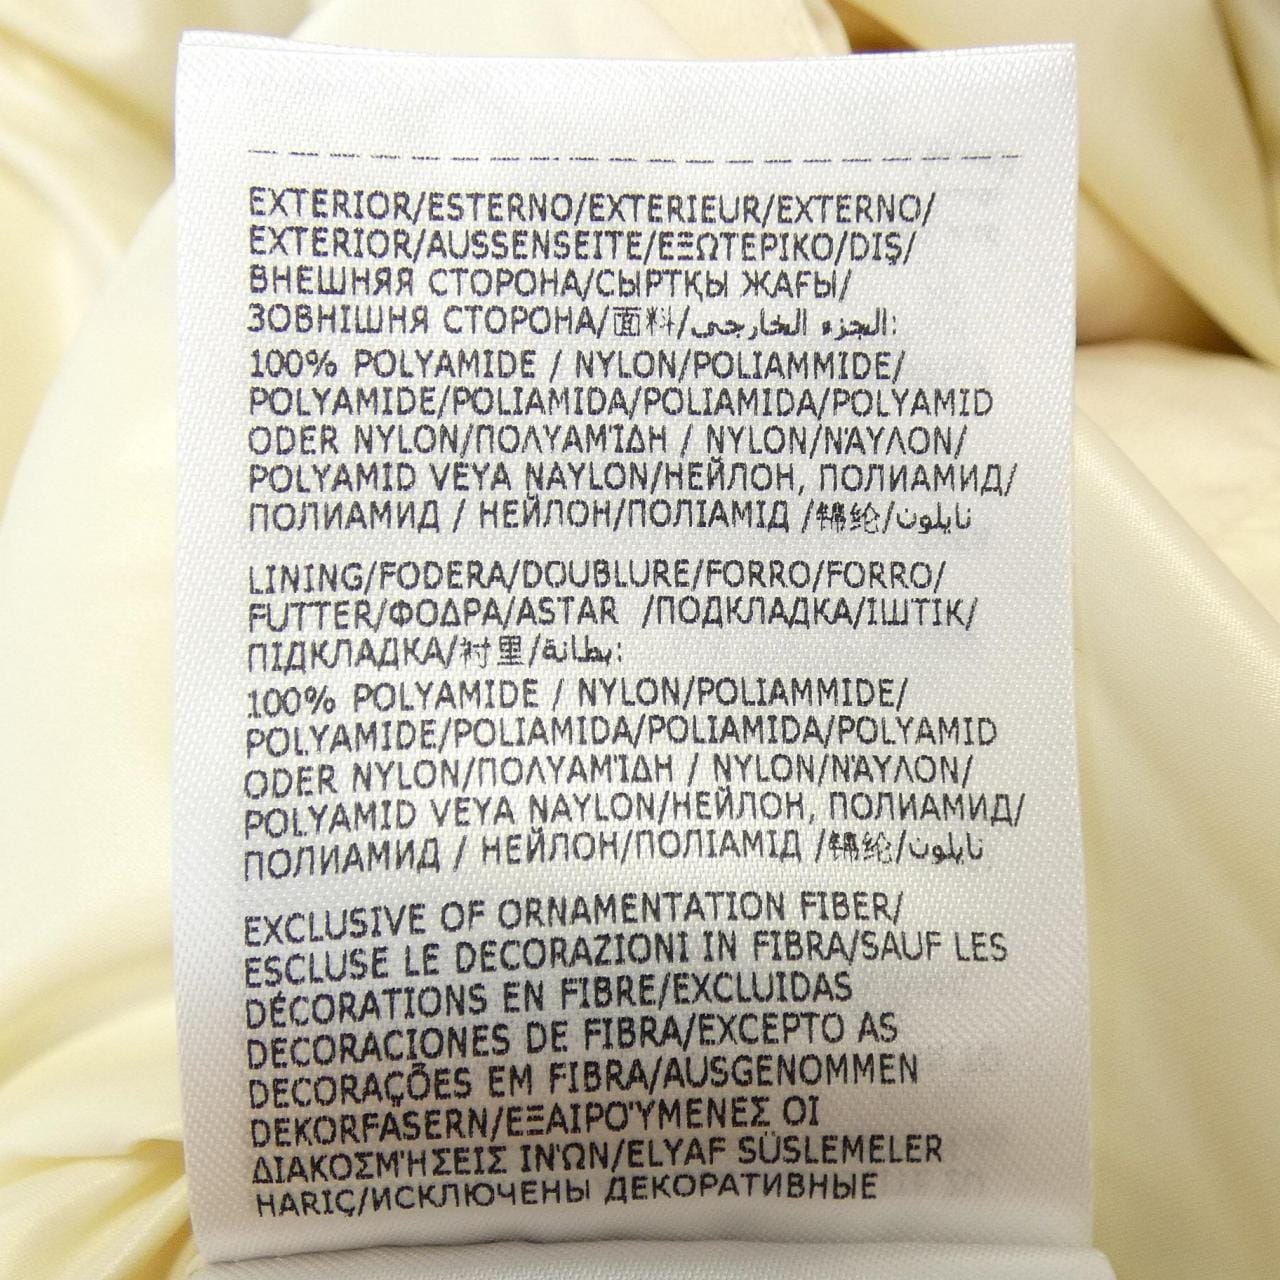 EXTERIOR/ESTERNO/EXTERIEUR/EXTERNO/
EXTERIOR/AUSSENSEITE/ΕΞΩΤΕΡΙΚΟ/DIŞ/
ВНЕШНЯЯ СТОРОНА/СЫРТҚЫ ЖАҒЫ/
ЗОВНІШНЯ СТОРОНА/面料/الجزء الخارجي:
100% POLYAMIDE / NYLON/POLIAMMIDE/
POLYAMIDE/POLIAMIDA/POLIAMIDA/POLYAMID
ODER NYLON/ΠΟΛΥΑΜΊΔΗ / NYLON/ΝΆΥΛΟΝ/
POLYAMID VEYA NAYLON/НЕЙЛОН, ПОЛИАМИД/
ПОЛИАМИД / НЕЙЛОН/ПОЛІАМІД /锦纶/نايلون
LINING/FODERA/DOUBLURE/FORRO/FORRO/
FUTTER/ΦΟΔΡΑ/ASTAR /ПОДКЛАДКА/ІШТІК/
ПІДКЛАДКА/衬里/بطانة:
100% POLYAMIDE / NYLON/POLIAMMIDE/
POLYAMIDE/POLIAMIDA/POLIAMIDA/POLYAMID
ODER NYLON/ΠΟΛΥΑΜΊΔΗ / NYLON/ΝΆΥΛΟΝ/
POLYAMID VEYA NAYLON/НЕЙЛОН, ПОЛИАМИД/
ПОЛИАМИД / НЕЙЛОН/ПОЛІАМІД /锦纶/نايلون
EXCLUSIVE OF ORNAMENTATION FIBER/
ESCLUSE LE DECORAZIONI IN FIBRA/SAUF LES
DÉCORATIONS EN FIBRE/EXCLUIDAS
DECORACIONES DE FIBRA/EXCEPTO AS
DECORAÇÕES EM FIBRA/AUSGENOMMEN
DEKORFASERN/ΕΞΑΙΡΟΎΜΕΝΕΣ ΟΙ
ΔΙΑΚΟΣΜΉΣΕΙΣ ΙΝΏΝ/ELYAF SÜSLEMELER
HARIÇ/ИСКЛЮЧЕНЫ ДЕКОРАТИВНЫЕ